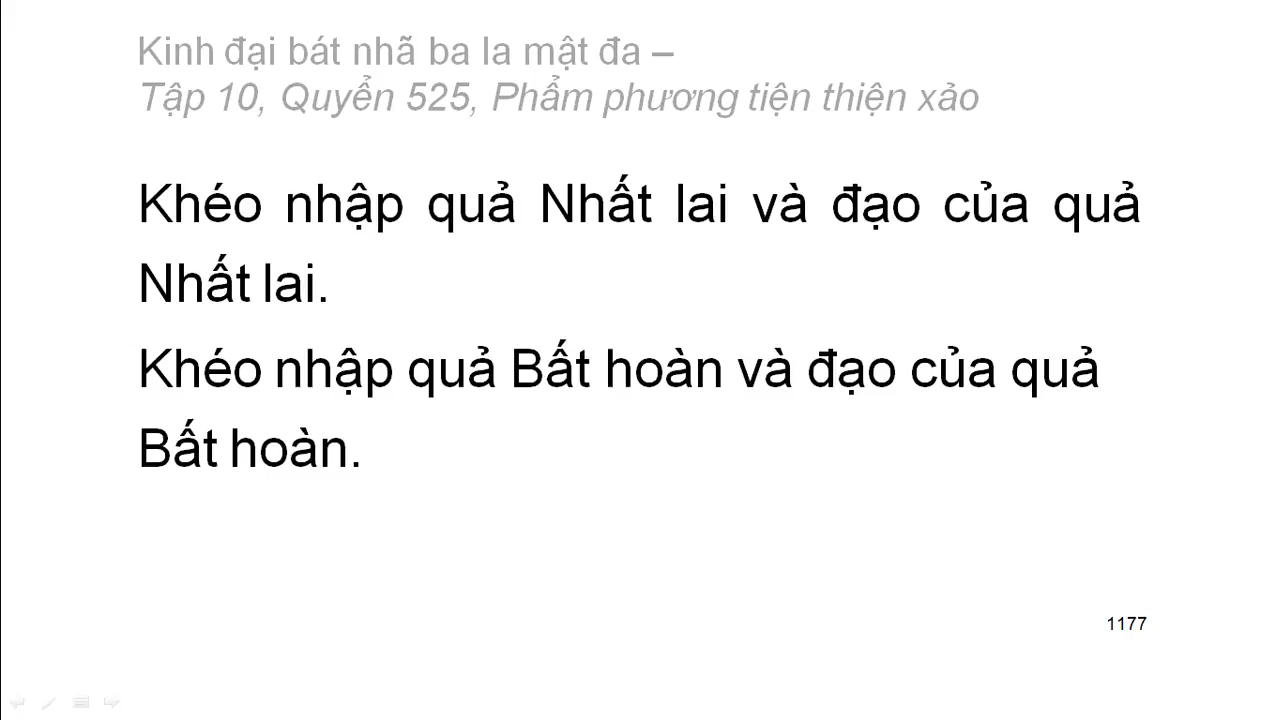 Kinh đại bát nhã ba la mật đa –
Tập 10, Quyển 525, Phẩm phương tiện thiện xảo
Khéo nhập quả Nhất lai và đạo của quả
Nhất lai.
Khéo nhập quả Bất hoàn và đạo của quả
Bất hoàn.
1177